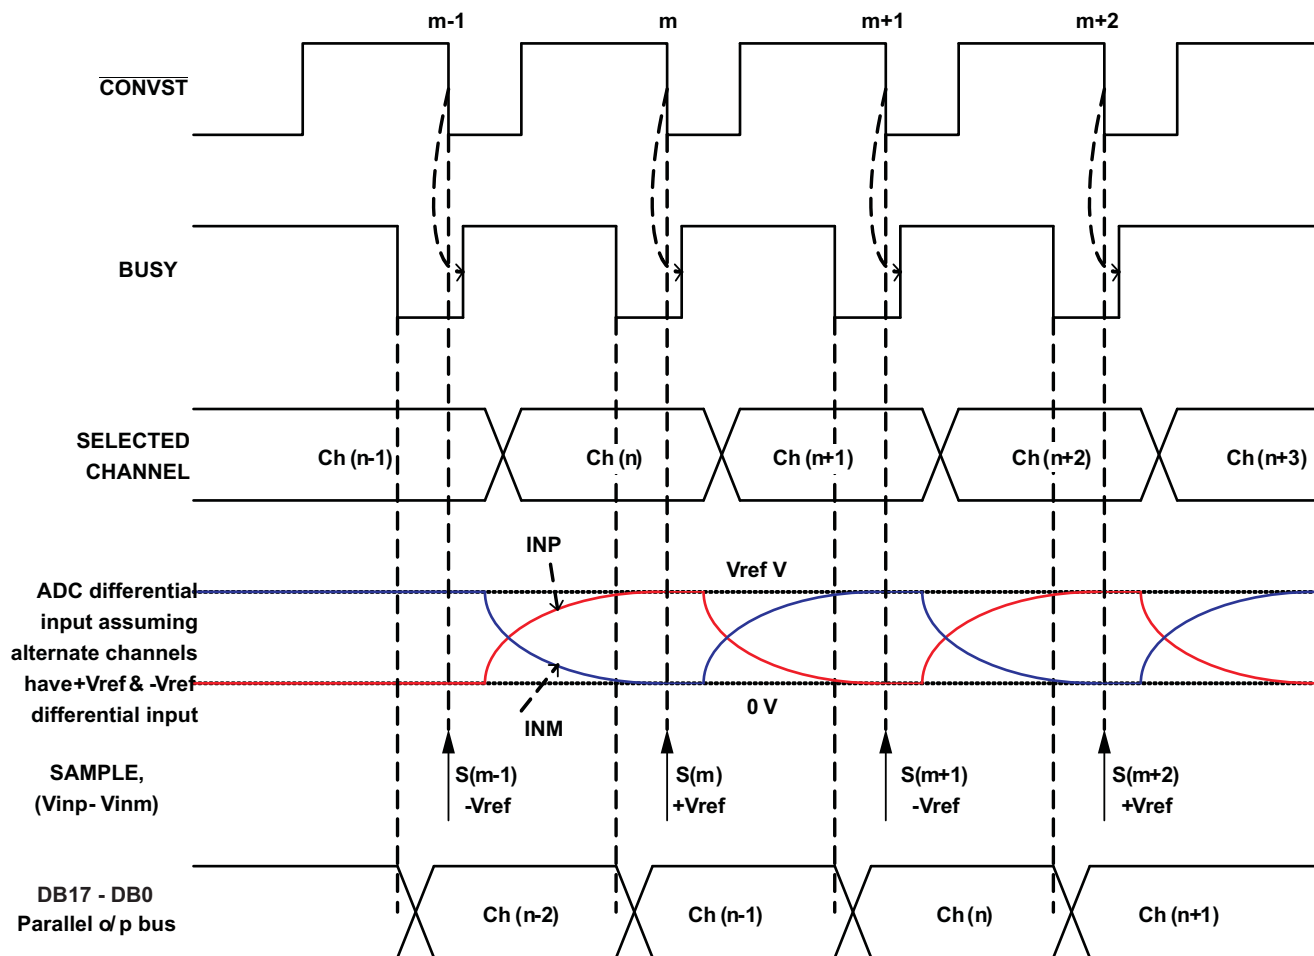 m-1 m m+1 m+2
CONVST
BUSY
SELECTED
CHANNEL
Ch (n-1) Ch (n) Ch (n+1) Ch (n+2) Ch (n+3)
INP
Vref V
ADC differential
input assuming
alternate channels
have+Vref & -Vref
differential input
INM
0 V
SAMPLE,
(Vinp- Vinm)
S(m-1)
-Vref
S(m)
+Vref
S(m+1)
-Vref
S(m+2)
+Vref
DB17 - DB0
Parallel o/p bus
Ch (n-2) Ch (n-1) Ch (n) Ch (n+1)